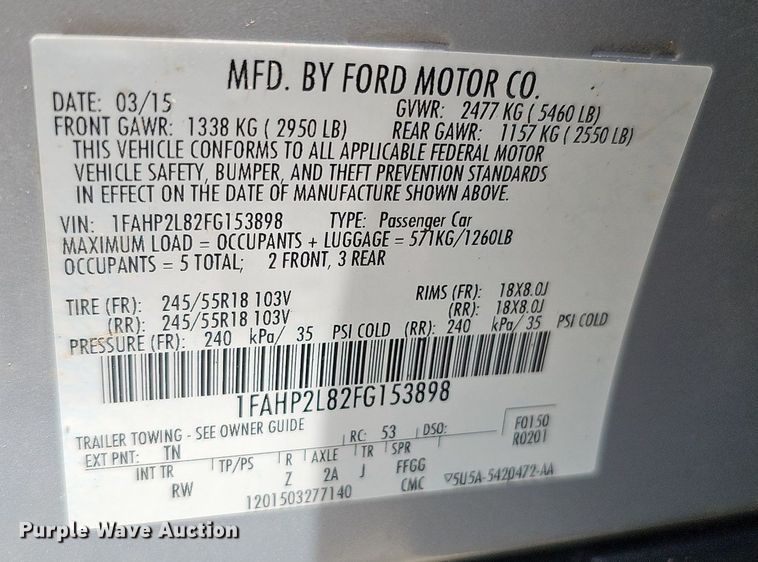 MFD. BY FORD MOTOR CO.
DATE: 03/15 GVWR: 2477 KG ( 5460 LB)
FRONT GAWR: 1338 KG ( 2950 LB) REAR GAWR: 1157 KG ( 2550 LB)
THIS VEHICLE CONFORMS TO ALL APPLICABLE FEDERAL MOTOR
VEHICLE SAFETY, BUMPER, AND THEFT PREVENTION STANDARDS
IN EFFECT ON THE DATE OF MANUFACTURE SHOWN ABOVE.
VIN: 1FAHP2L82FG153898 TYPE: Passenger Car
MAXIMUM LOAD = OCCUPANTS + LUGGAGE = 571KG/1260LB
OCCUPANTS = 5 TOTAL; 2 FRONT, 3 REAR
TIRE (FR): 245/55R18 103V RIMS (FR): 18X8.0J
(RR): 245/55R18 103V (RR): 18X8.0J
PRESSURE (FR): 240 kPa/ 35 PSI COLD (RR): 240 kPa/ 35 PSI COLD
1FAHP2L82FG153898
TRAILER TOWING - SEE OWNER GUIDE
EXT PNT: TN RC: 53 DSO: F0150
R0201
INT TR TP/PS R AXLE TR SPR
RW Z 2A J FFGG
1201503277140 CMC ▽5U5A-5420472-AA
Purple Wave Auction